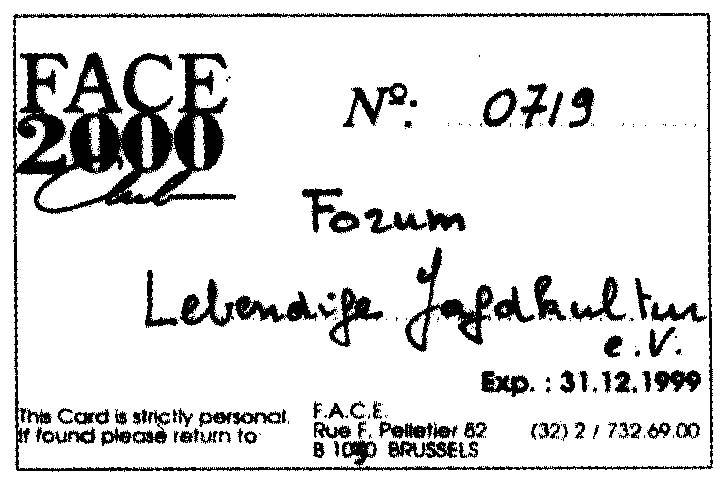 FACE
2000
Club
Nº: 0719
Forum
Lebendige Jagdkultur
e.V.
Exp. : 31.12.1999
This Card is strictly personal.
If found please return to
F.A.C.E.
Rue F. Pelletier 82
B 1030 BRUSSELS
(32) 2 / 732.69.00